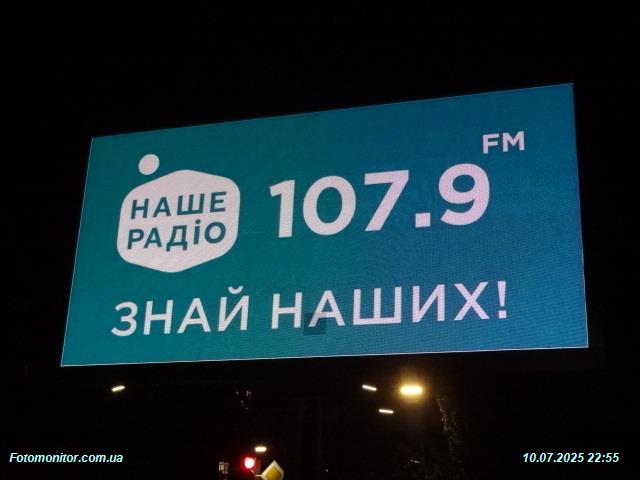 FM
НАШЕ
РАДІО
107.9
ЗНАЙ НАШИХ!
Fotomonitor.com.ua
10.07.2025 22:55